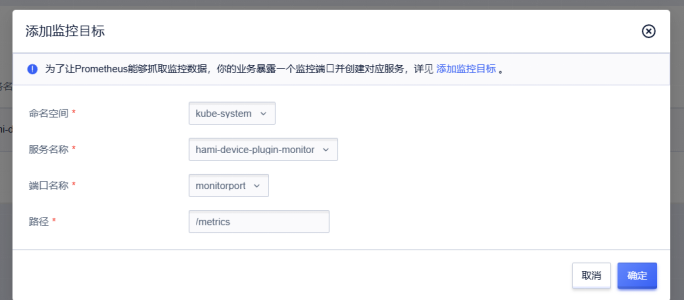 添加监控目标
为了让Prometheus能够抓取监控数据，你的业务暴露一个监控端口并创建对应服务，详见 添加监控目标 。
命名空间 * kube-system
服务名称 * hami-device-plugin-monitor
端口名称 * monitorport
路径 * /metrics
取消 确定